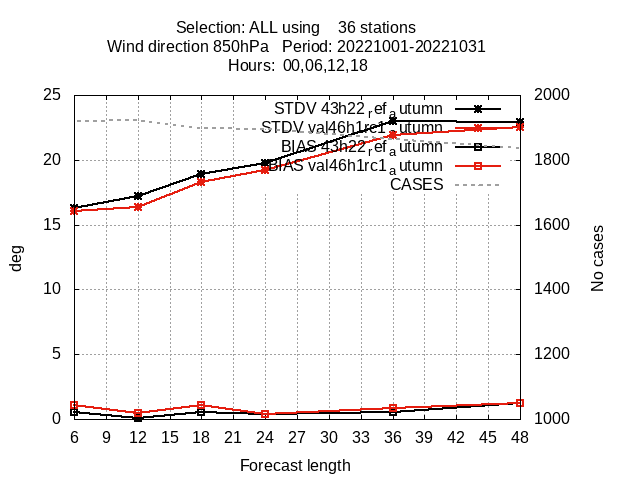 Selection: ALL using 36 stations
Wind direction 850hPa Period: 20221001-20221031
Hours: 00,06,12,18
25 2000
STDV 43h22_ref_autumn
STDV val46h1rc1_autumn
BIAS 43h22_ref_autumn
20 1800
BIAS val46h1rc1_autumn
CASES
15 1600
deg
No cases
10 1400
5 1200
0 1000
6 9 12 15 18 21 24 27 30 33 36 39 42 45 48
Forecast length